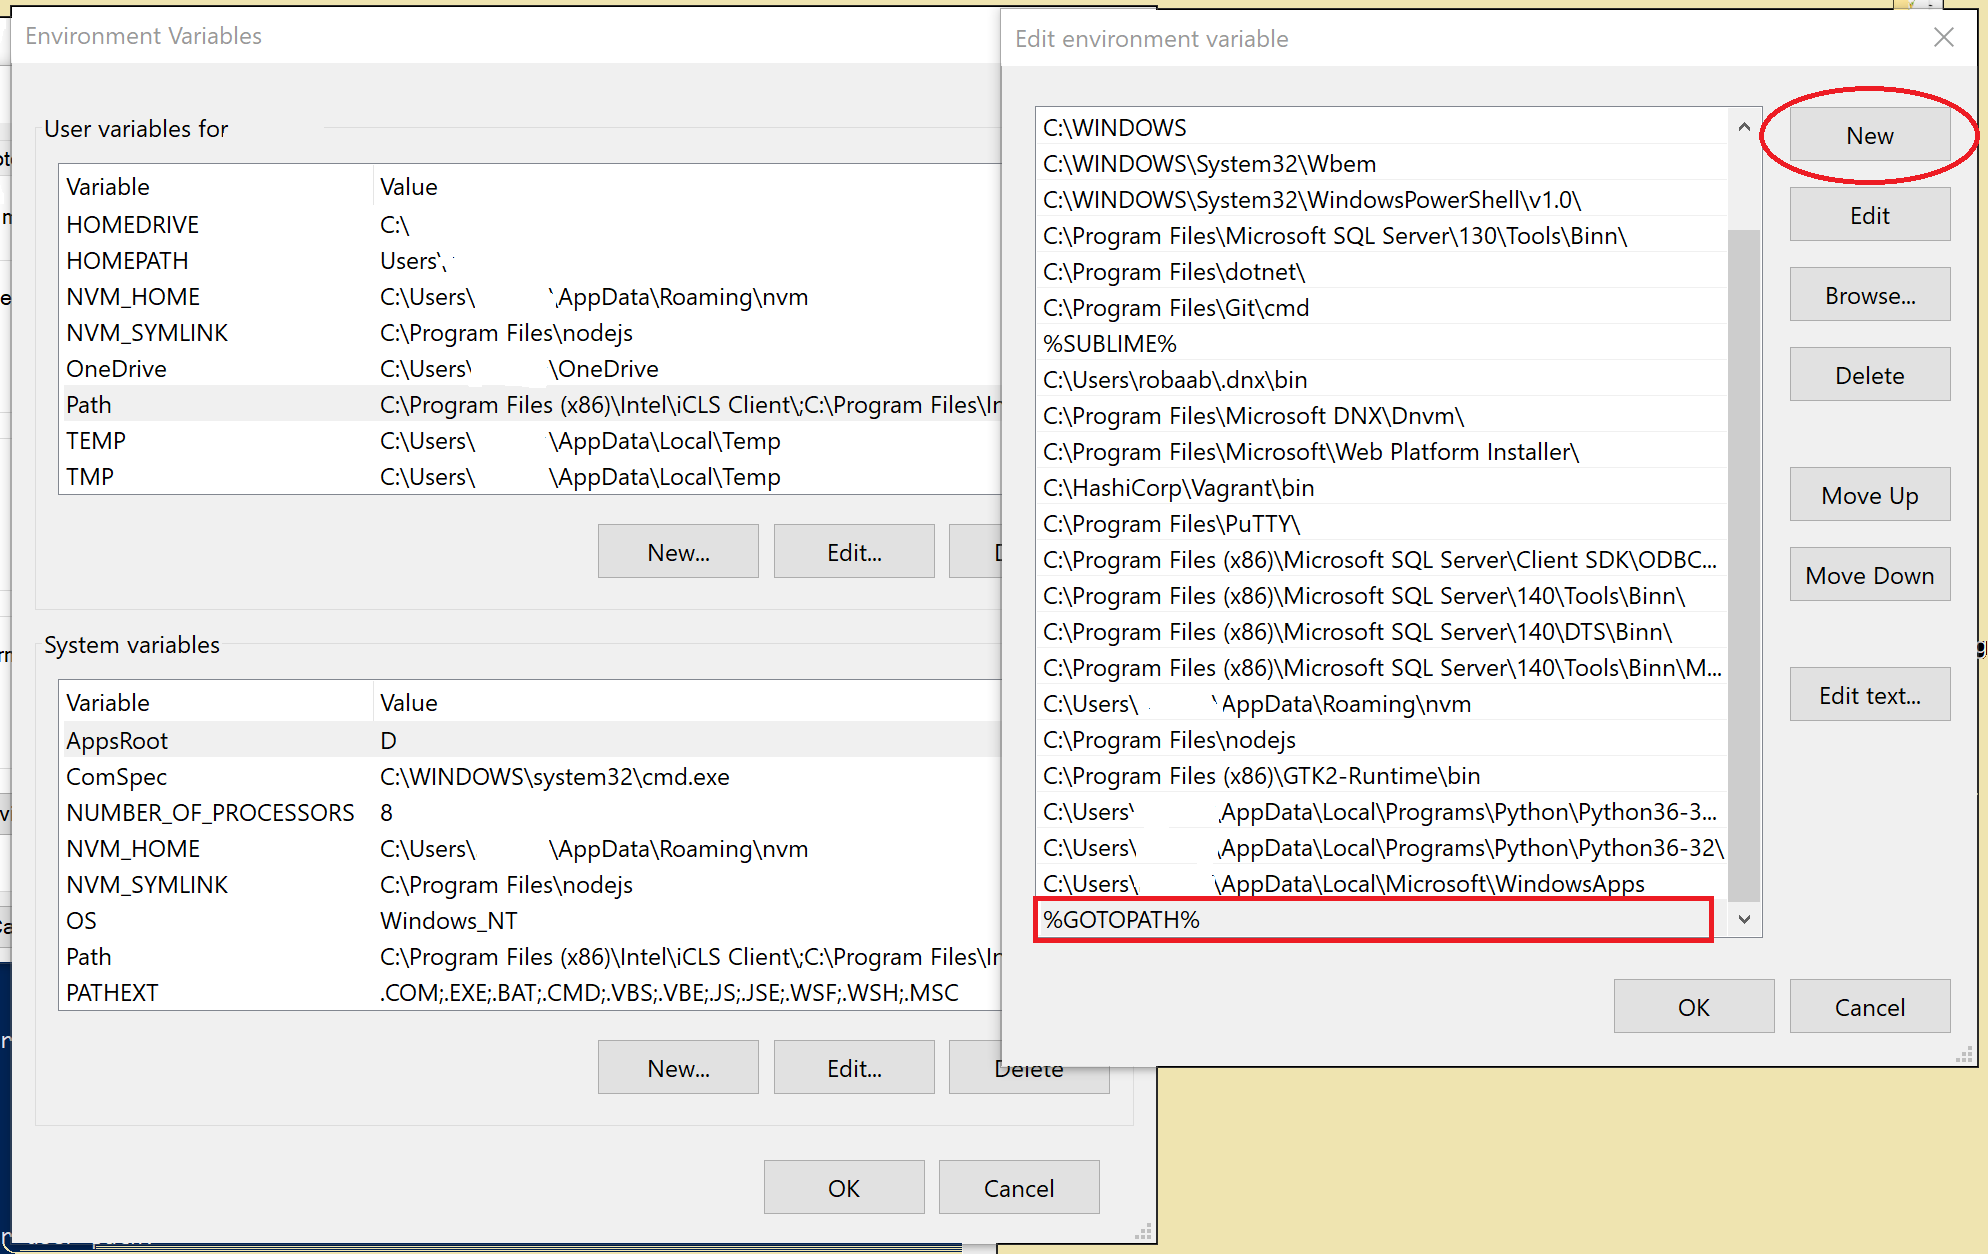 Environment Variables
User variables for
Variable Value
HOMEDRIVE C:\
HOMEPATH Users\
NVM_HOME C:\Users\ \AppData\Roaming\nvm
NVM_SYMLINK C:\Program Files\nodejs
OneDrive C:\Users\ \OneDrive
Path C:\Program Files (x86)\Intel\iCLS Client\;C:\Program Files\In
TEMP C:\Users\ \AppData\Local\Temp
TMP C:\Users\ \AppData\Local\Temp
New... Edit... D
System variables
Variable Value
AppsRoot D
ComSpec C:\WINDOWS\system32\cmd.exe
NUMBER_OF_PROCESSORS 8
NVM_HOME C:\Users\ \AppData\Roaming\nvm
NVM_SYMLINK C:\Program Files\nodejs
OS Windows_NT
Path C:\Program Files (x86)\Intel\iCLS Client\;C:\Program Files\In
PATHEXT .COM;.EXE;.BAT;.CMD;.VBS;.VBE;.JS;.JSE;.WSF;.WSH;.MSC
New... Edit... Delete
OK Cancel
Edit environment variable
C:\WINDOWS
C:\WINDOWS\System32\Wbem
C:\WINDOWS\System32\WindowsPowerShell\v1.0\
C:\Program Files\Microsoft SQL Server\130\Tools\Binn\
C:\Program Files\dotnet\
C:\Program Files\Git\cmd
%SUBLIME%
C:\Users\robaab\.dnx\bin
C:\Program Files\Microsoft DNX\Dnvm\
C:\Program Files\Microsoft\Web Platform Installer\
C:\HashiCorp\Vagrant\bin
C:\Program Files\PuTTY\
C:\Program Files (x86)\Microsoft SQL Server\Client SDK\ODBC...
C:\Program Files (x86)\Microsoft SQL Server\140\Tools\Binn\
C:\Program Files (x86)\Microsoft SQL Server\140\DTS\Binn\
C:\Program Files (x86)\Microsoft SQL Server\140\Tools\Binn\M...
C:\Users\ \AppData\Roaming\nvm
C:\Program Files\nodejs
C:\Program Files (x86)\GTK2-Runtime\bin
C:\Users\ \AppData\Local\Programs\Python\Python36-3...
C:\Users\ \AppData\Local\Programs\Python\Python36-32\
C:\Users\ \AppData\Local\Microsoft\WindowsApps
%GOTOPATH%
New
Edit
Browse...
Delete
Move Up
Move Down
Edit text...
OK Cancel